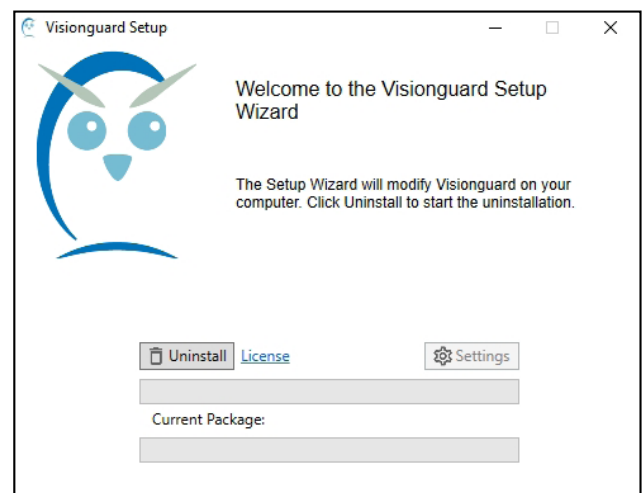 Visionguard Setup
Welcome to the Visionguard Setup
Wizard
The Setup Wizard will modify Visionguard on your
computer. Click Uninstall to start the uninstallation.
Uninstall License Settings
Current Package: